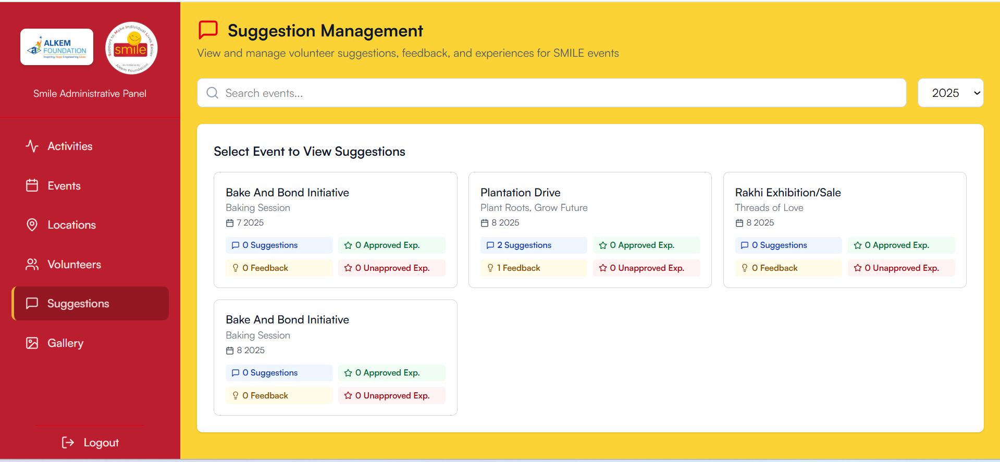 ALKEM
FOUNDATION
Inspiring Hope Empowering Lives
Support to Make Individual Lives Easier
smile
An Initiative by
Alkem Foundation
Smile Administrative Panel
Activities
Events
Locations
Volunteers
Suggestions
Gallery
Logout
Suggestion Management
View and manage volunteer suggestions, feedback, and experiences for SMILE events
Search events...
2025
Select Event to View Suggestions
Bake And Bond Initiative
Baking Session
7 2025
0 Suggestions
0 Approved Exp.
0 Feedback
0 Unapproved Exp.
Plantation Drive
Plant Roots, Grow Future
8 2025
2 Suggestions
0 Approved Exp.
1 Feedback
0 Unapproved Exp.
Rakhi Exhibition/Sale
Threads of Love
8 2025
0 Suggestions
0 Approved Exp.
0 Feedback
0 Unapproved Exp.
Bake And Bond Initiative
Baking Session
8 2025
0 Suggestions
0 Approved Exp.
0 Feedback
0 Unapproved Exp.